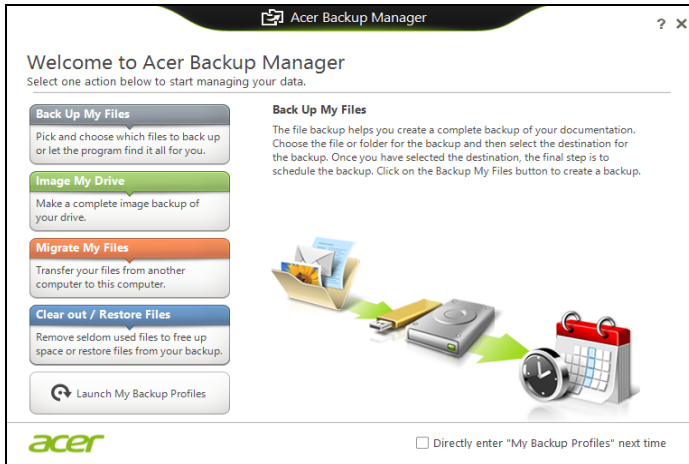 Acer Backup Manager
? X
Welcome to Acer Backup Manager
Select one action below to start managing your data.
Back Up My Files
Pick and choose which files to back up
or let the program find it all for you.
Image My Drive
Make a complete image backup of
your drive.
Migrate My Files
Transfer your files from another
computer to this computer.
Clear out / Restore Files
Remove seldom used files to free up
space or restore files from your backup.
Launch My Backup Profiles
Back Up My Files
The file backup helps you create a complete backup of your documentation.
Choose the file or folder for the backup and then select the destination for
the backup. Once you have selected the destination, the final step is to
schedule the backup. Click on the Backup My Files button to create a backup.
acer
Directly enter "My Backup Profiles" next time